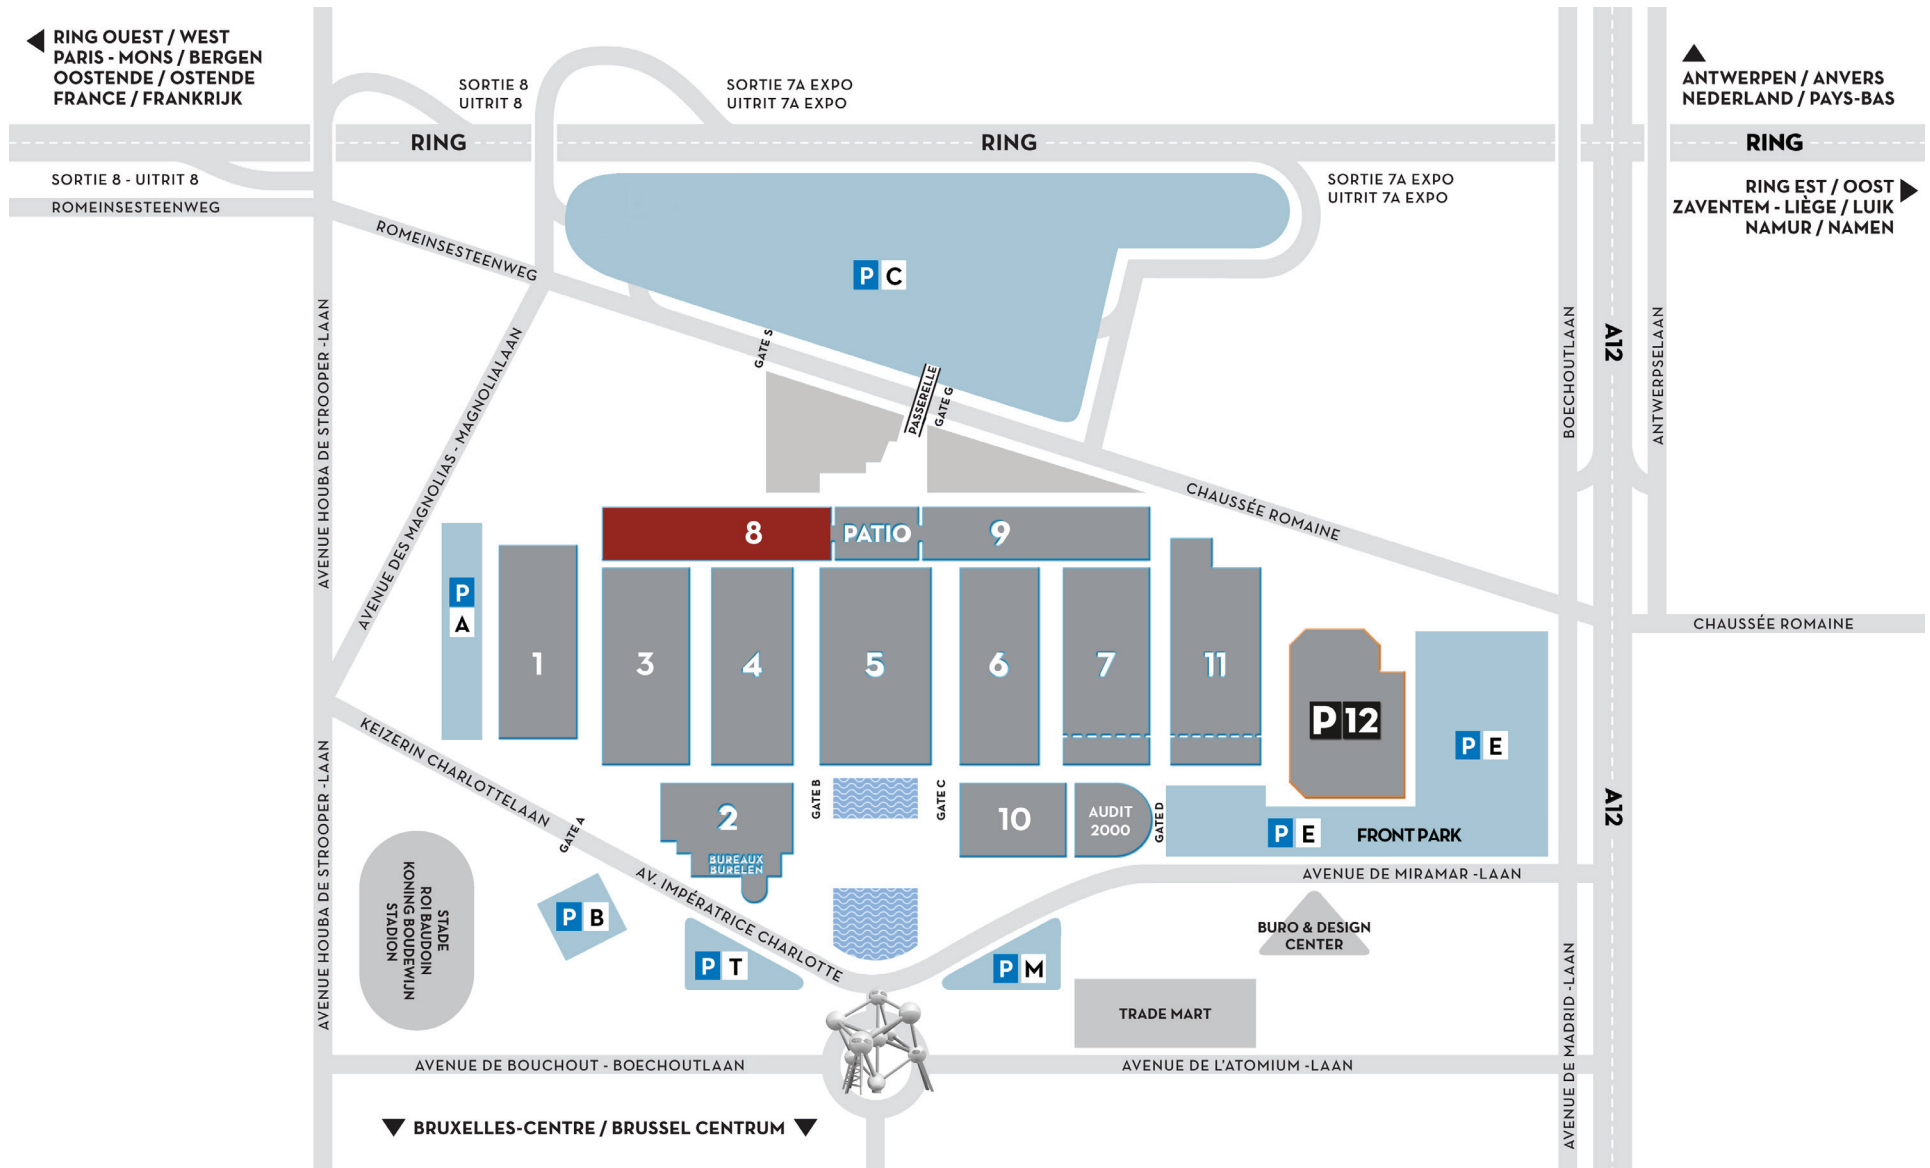 RING OUEST / WEST
PARIS - MONS / BERGEN
OOSTENDE / OSTENDE
FRANCE / FRANKRIJK
SORTIE 8
UITRIT 8
SORTIE 7A EXPO
UITRIT 7A EXPO
ANTWERPEN / ANVERS
NEDERLAND / PAYS-BAS
RING
RING
RING
SORTIE 8 - UITRIT 8
ROMEINSESTEENWEG
ROMEINSESTEENWEG
SORTIE 7A EXPO
UITRIT 7A EXPO
RING EST / OOST
ZAVENTEM - LIÈGE / LUIK
NAMUR / NAMEN
P C
GATE S
PASSERELLE
GATE G
AVENUE HOUBA DE STROOPER -LAAN
AVENUE DES MAGNOLIAS - MAGNOLIALAAN
BOECHOUTLAAN
A12
ANTWERPSELAAN
CHAUSSÉE ROMAINE
CHAUSSÉE ROMAINE
8
PATIO
9
P
A
1
3
4
5
6
7
11
P 12
P E
KEIZERIN CHARLOTTELAAN
GATE A
2
BUREAUX
BURELEN
GATE B
GATE C
10
AUDIT
2000
GATE D
P E
FRONT PARK
A12
AVENUE HOUBA DE STROOPER -LAAN
STADE
ROI BAUDOIN
KONING BOUDEWIJN
STADION
P B
AV. IMPÉRATRICE CHARLOTTE
P T
P M
AVENUE DE MIRAMAR -LAAN
BURO & DESIGN
CENTER
TRADE MART
AVENUE DE MADRID -LAAN
AVENUE DE BOUCHOUT - BOECHOUTLAAN
AVENUE DE L'ATOMIUM -LAAN
BRUXELLES-CENTRE / BRUSSEL CENTRUM